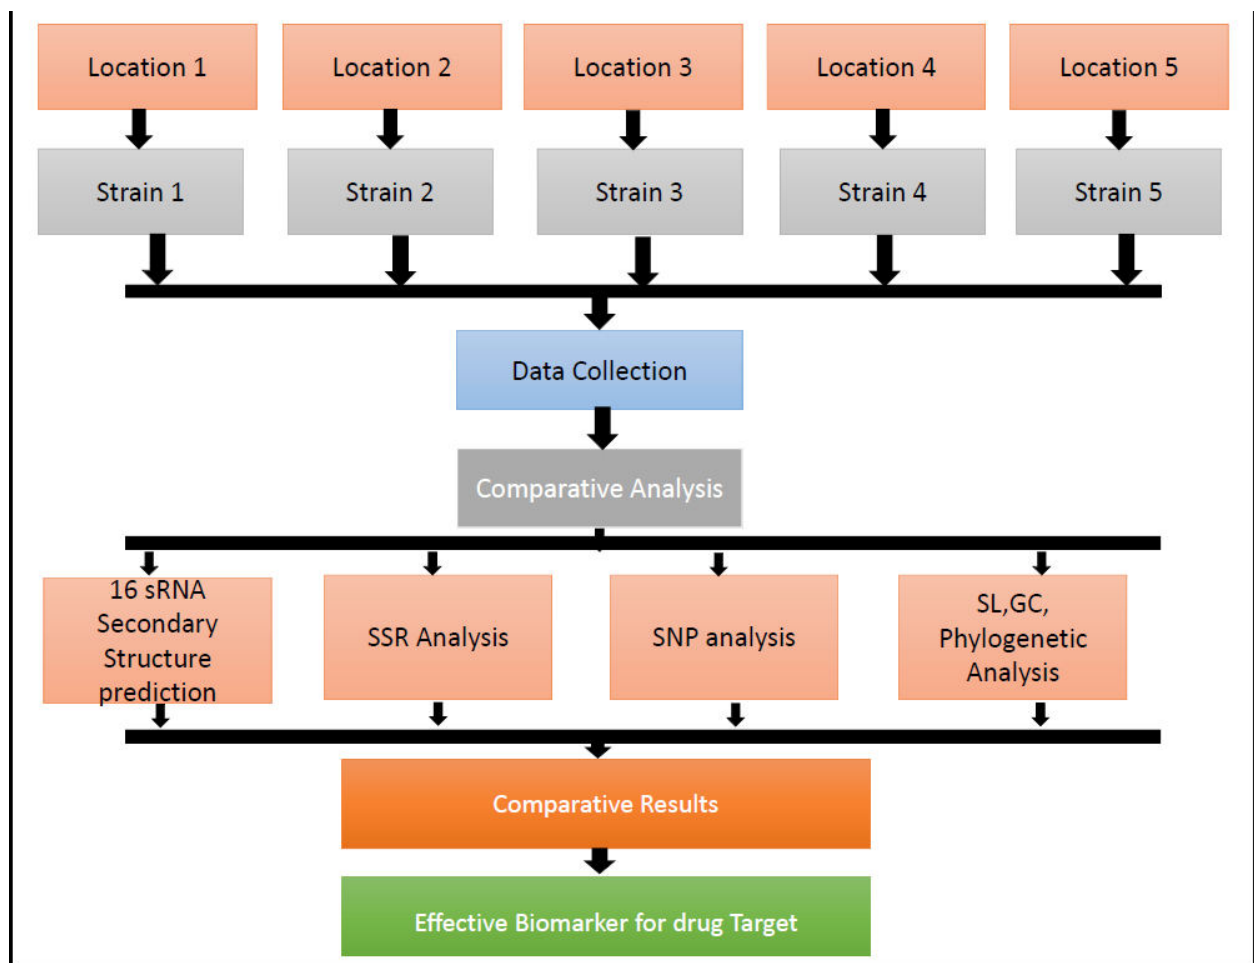 Location 1
Location 2
Location 3
Location 4
Location 5
Strain 1
Strain 2
Strain 3
Strain 4
Strain 5
Data Collection
Comparative Analysis
16 sRNA
Secondary
Structure
prediction
SSR Analysis
SNP analysis
SL,GC,
Phylogenetic
Analysis
Comparative Results
Effective Biomarker for drug Target